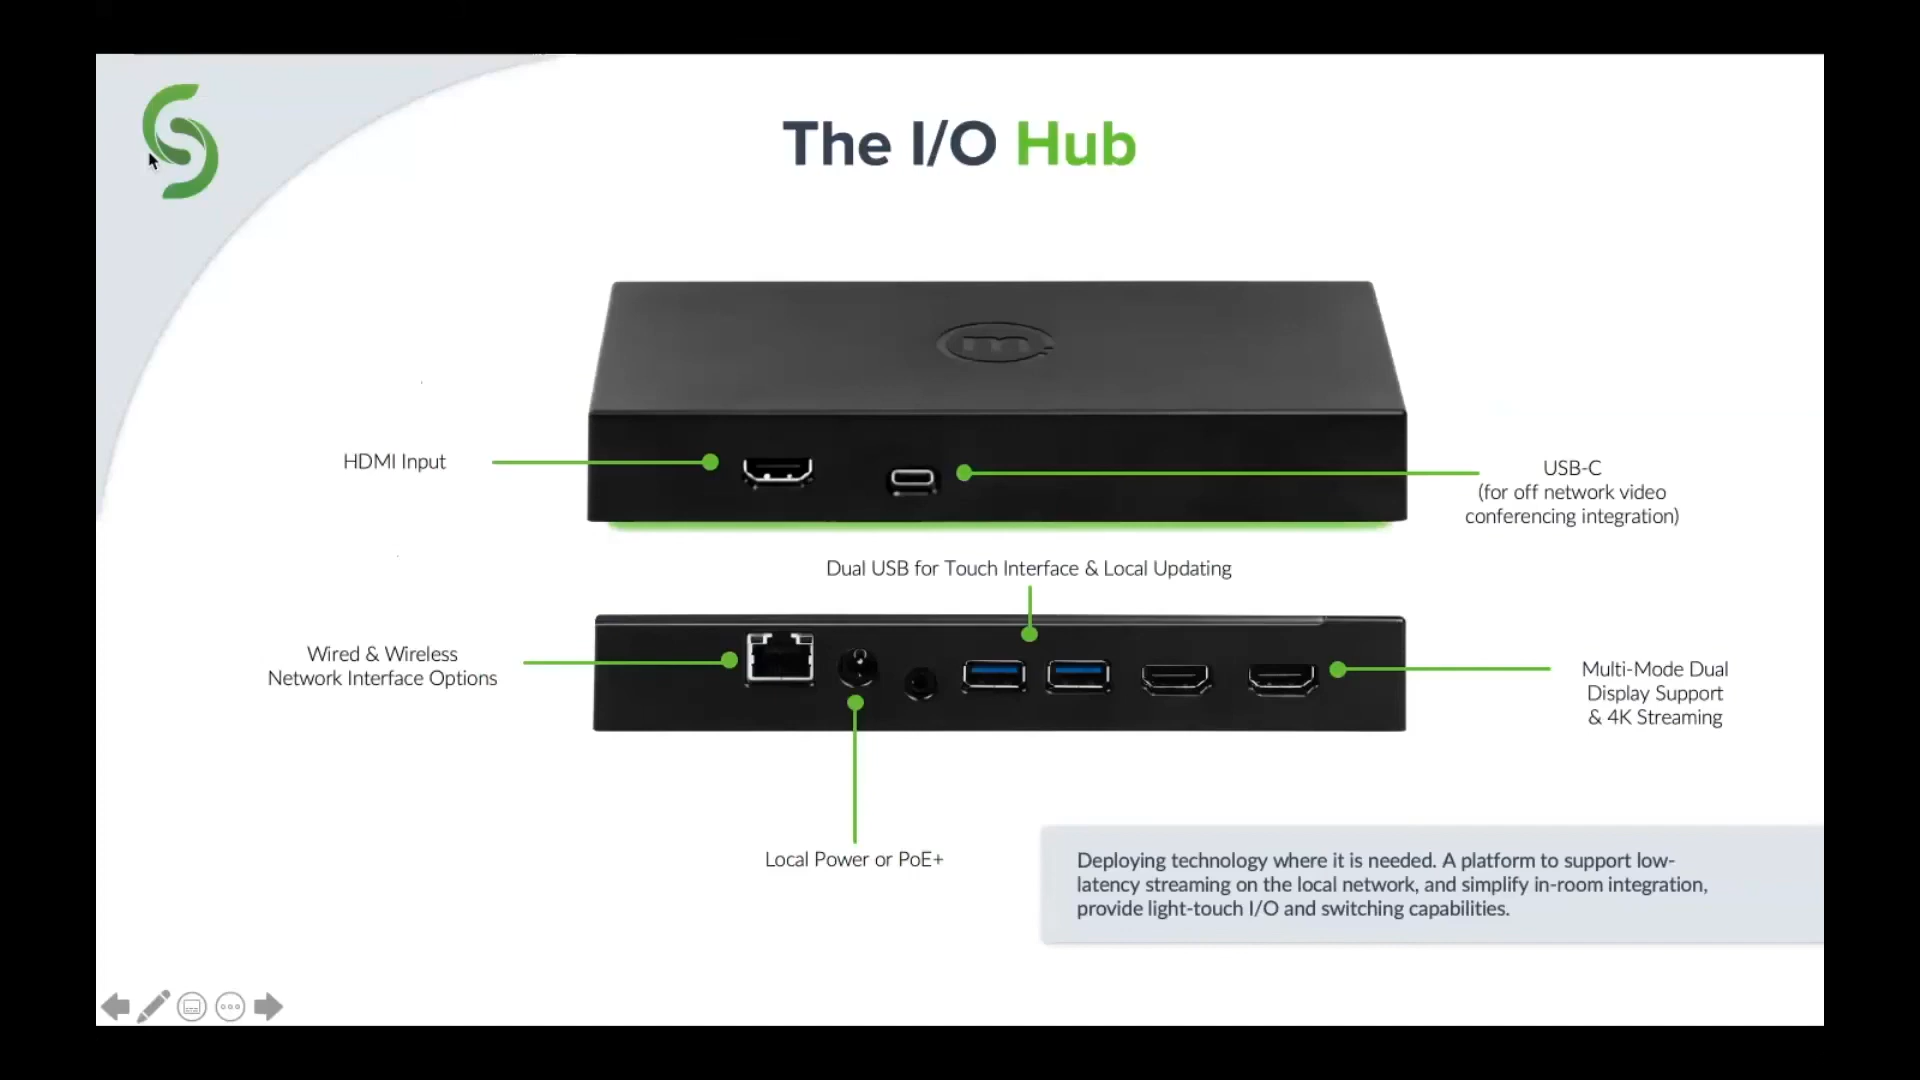 The I/O Hub
m
HDMI Input
USB-C
(for off network video
conferencing integration)
Dual USB for Touch Interface & Local Updating
Wired & Wireless
Network Interface Options
Multi-Mode Dual
Display Support
& 4K Streaming
Local Power or PoE+
Deploying technology where it is needed. A platform to support low-
latency streaming on the local network, and simplify in-room integration,
provide light-touch I/O and switching capabilities.